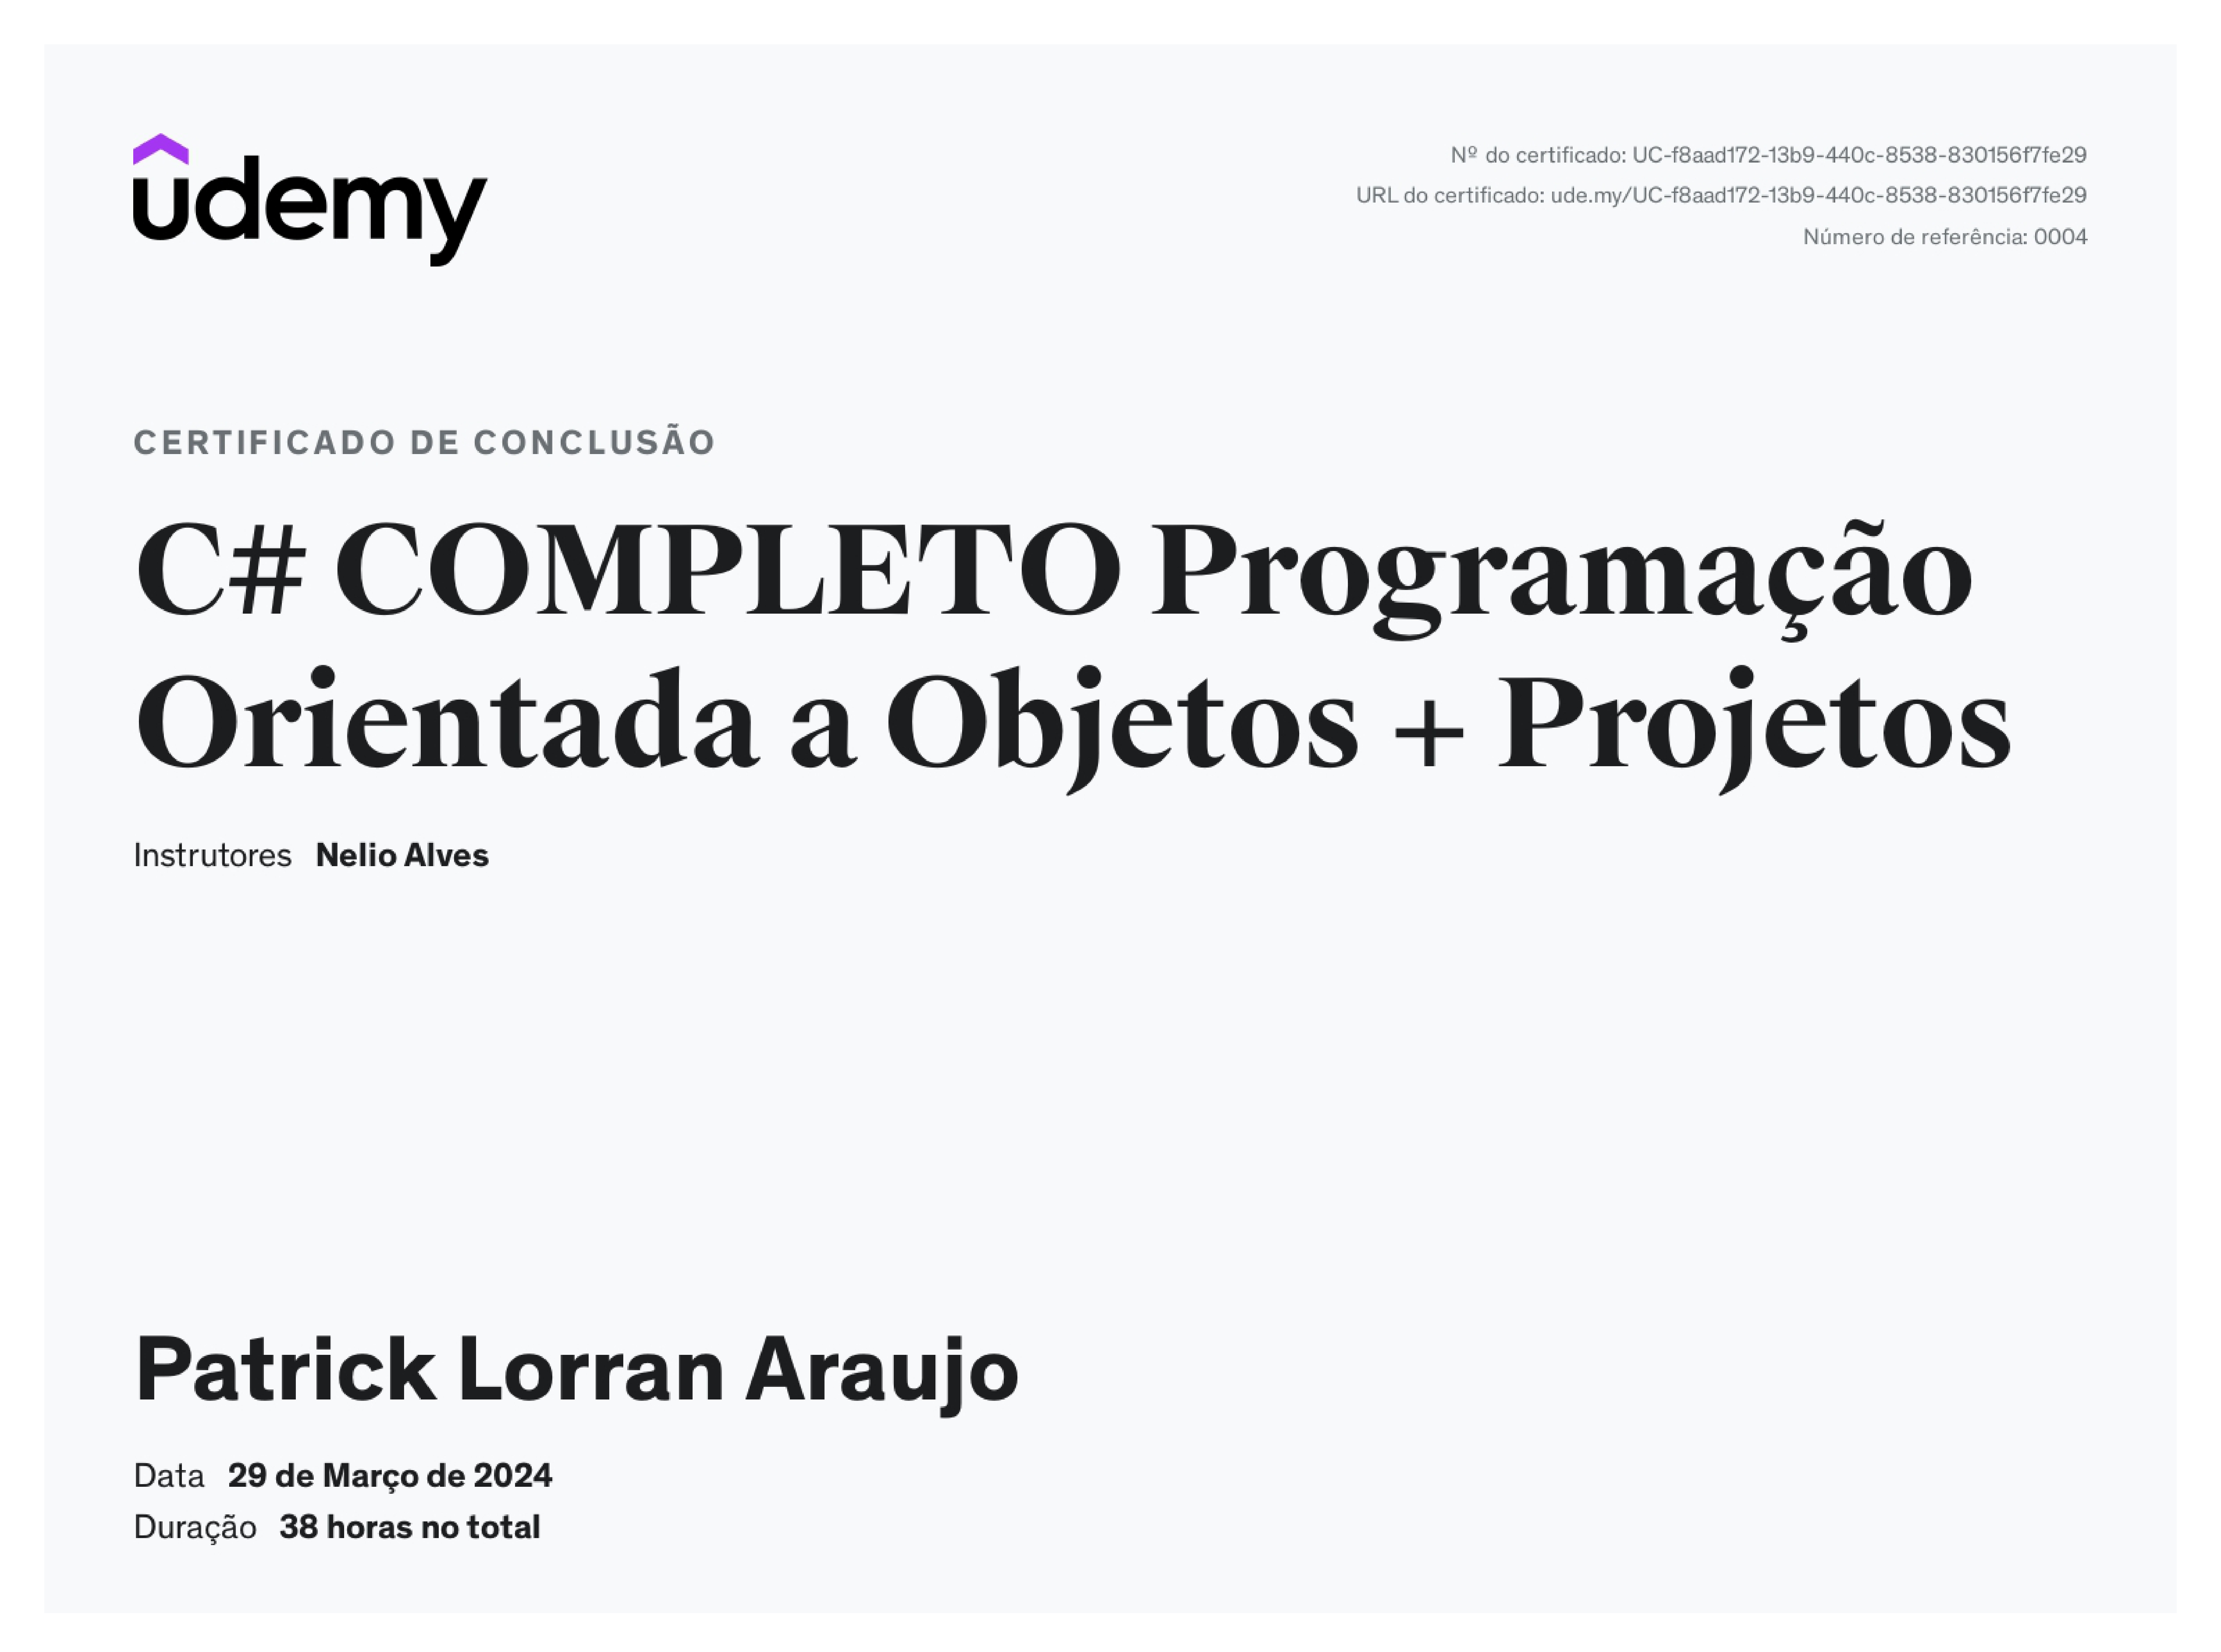 udemy
Nº do certificado: UC-f8aad172-13b9-440c-8538-830156f7fe29
URL do certificado: ude.my/UC-f8aad172-13b9-440c-8538-830156f7fe29
Número de referência: 0004
CERTIFICADO DE CONCLUSÃO
C# COMPLETO Programação
Orientada a Objetos + Projetos
Instrutores Nelio Alves
Patrick Lorran Araujo
Data 29 de Março de 2024
Duração 38 horas no total